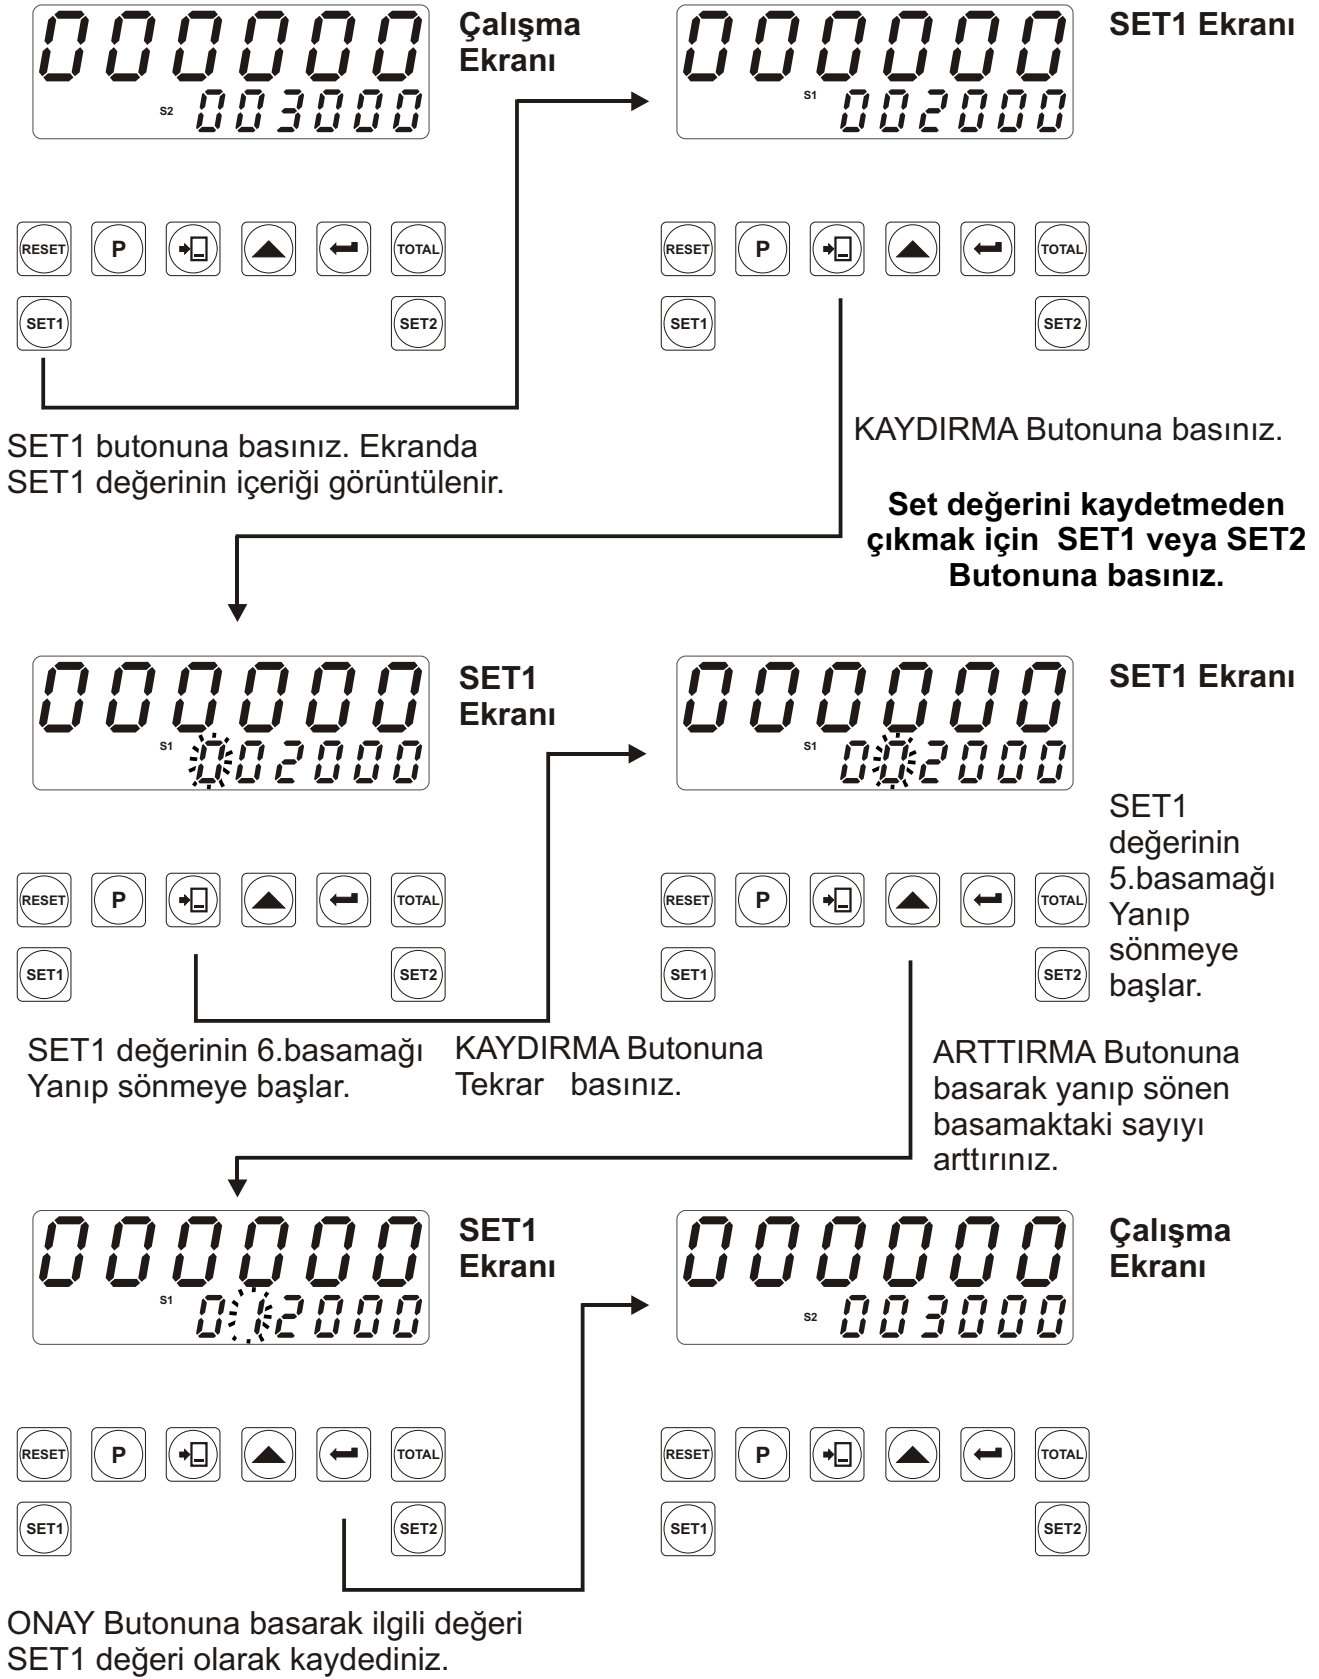 000000
Çalışma
Ekranı
S2 003000
000000
SET1 Ekranı
S1 002000
RESET P TOTAL
SET1 SET2
RESET P TOTAL
SET1 SET2
SET1 butonuna basınız. Ekranda
SET1 değerinin içeriği görüntülenir.
KAYDIRMA Butonuna basınız.
Set değerini kaydetmeden
çıkmak için SET1 veya SET2
Butonuna basınız.
000000
SET1
Ekranı
S1 002000
000000
SET1 Ekranı
S1 002000
SET1
değerinin
5.basamağı
Yanıp
sönmeye
başlar.
RESET P TOTAL
SET1 SET2
RESET P TOTAL
SET1 SET2
SET1 değerinin 6.basamağı
Yanıp sönmeye başlar.
KAYDIRMA Butonuna
Tekrar basınız.
ARTTIRMA Butonuna
basarak yanıp sönen
basamaktaki sayıyı
arttırınız.
000000
SET1
Ekranı
S1 012000
000000
Çalışma
Ekranı
S2 003000
RESET P TOTAL
SET1 SET2
RESET P TOTAL
SET1 SET2
ONAY Butonuna basarak ilgili değeri
SET1 değeri olarak kaydediniz.